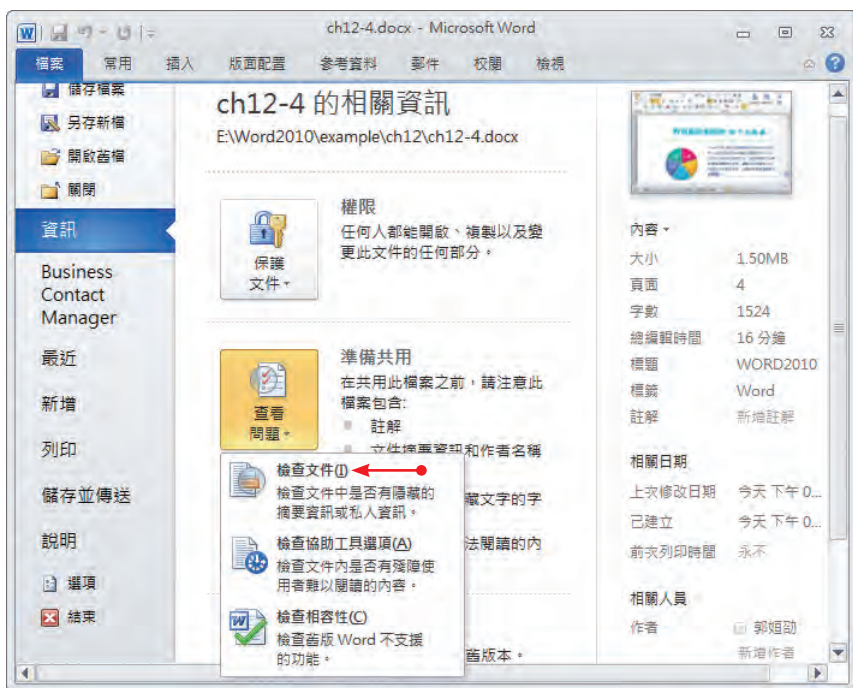 ch12-4.docx - Microsoft Word
檔案 常用 插入 版面配置 參考資料 郵件 校閱 檢視
儲存檔案
另存新檔
開啟舊檔
關閉
資訊
Business
Contact
Manager
最近
新增
列印
儲存並傳送
說明
選項
結束
ch12-4 的相關資訊
E:\Word2010\example\ch12\ch12-4.docx
保護
文件
權限
任何人都能開啟、複製以及變
更此文件的任何部分。
查看
問題
準備共用
在共用此檔案之前，請注意此
檔案包含:
註解
文件摘要資訊和作者名稱
藏文字的字
法閱讀的內
舊版本。
檢查文件(I)
檢查文件中是否有隱藏的
摘要資訊或私人資訊。
檢查協助工具選項(A)
檢查文件內是否有殘障使
用者難以閱讀的內容。
檢查相容性(C)
檢查舊版 Word 不支援
的功能。
內容
大小 1.50MB
頁面 4
字數 1524
總編輯時間 16 分鐘
標題 WORD2010
標籤 Word
註解 新增註解
相關日期
上次修改日期 今天 下午 0...
已建立 今天 下午 0...
前次列印時間 永不
相關人員
作者 郭姮劭
新增作者